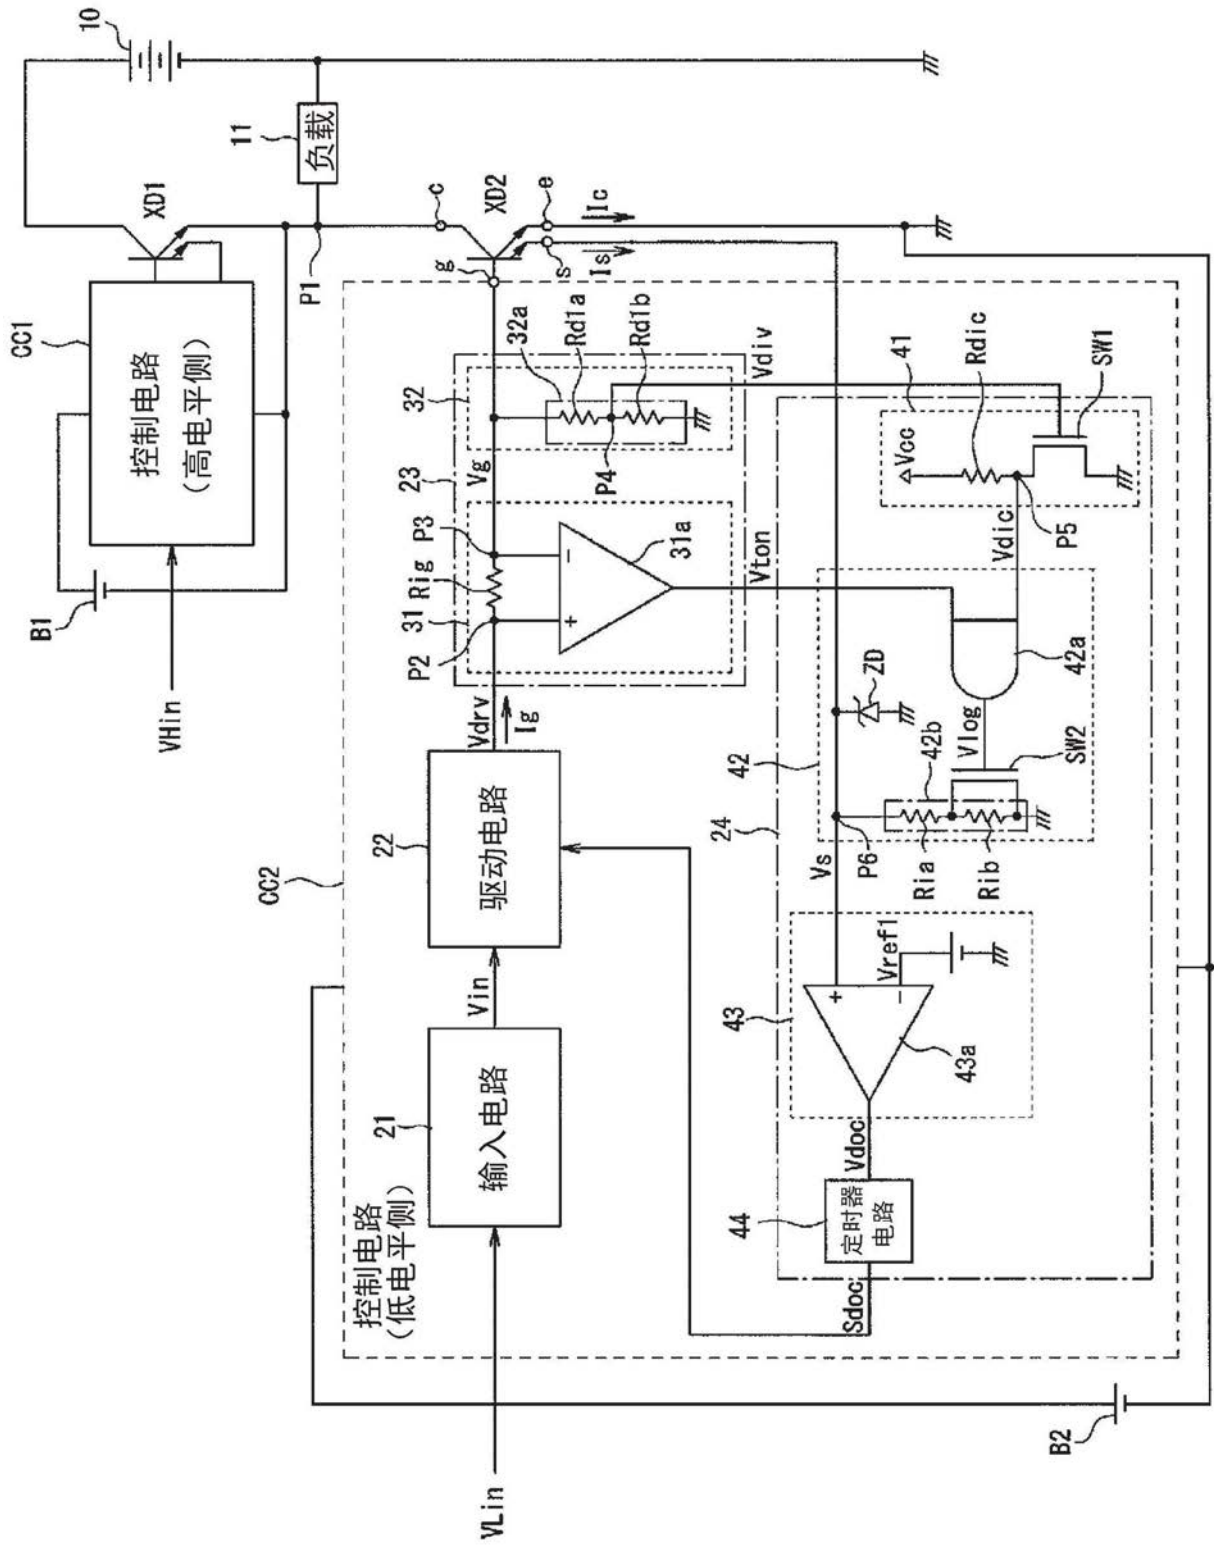 10
11
负载
XD1
CC1
控制电路
（高电平侧）
B1
VHin
P1
c
XD2
e
g
s
Ic
Is
CC2
控制电路
（低电平侧）
VLin
21
输入电路
Vin
22
驱动电路
Vdrv
Ig
23
31
P2
Rig
P3
31a
Vg
32
32a
Rd1a
Rd1b
P4
Vdiv
Vton
24
41
Vcc
Rdic
SW1
P5
Vdic
42
ZD
42a
Vlog
42b
SW2
Ria
Rib
P6
Vs
43
Vref1
43a
Vdoc
44
定时器
电路
Sdoc
B2
+
−
+
−